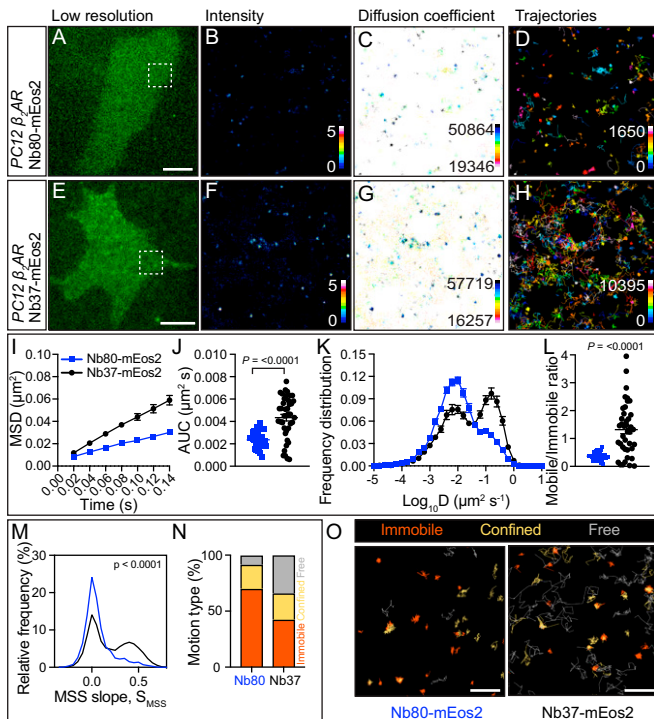 Low resolution Intensity Diffusion coefficient Trajectories
PC12 β2AR
Nb80-mEos2
A B C D
5
0
50864
19346
1650
0
PC12 β2AR
Nb37-mEos2
E F G H
5
0
57719
16257
10395
0
I
Nb80-mEos2
Nb37-mEos2
MSD (μm²)
0.10
0.08
0.06
0.04
0.02
0.00
0.00 0.02 0.04 0.06 0.08 0.10 0.12 0.14
Time (s)
J
P = <0.0001
AUC (μm² s)
0.010
0.008
0.006
0.004
0.002
0.000
K
Frequency distribution
0.15
0.12
0.09
0.06
0.03
0.00
-5 -4 -3 -2 -1 0 1
Log10D (μm² s⁻¹)
L
P = <0.0001
Mobile/Immobile ratio
4
3
2
1
0
M
p < 0.0001
Relative frequency (%)
30
20
10
0
0.0 0.5
MSS slope, SMSS
N
Motion type (%)
100
50
0
Immobile Confined Free
Nb80 Nb37
O
Immobile Confined Free
Nb80-mEos2 Nb37-mEos2